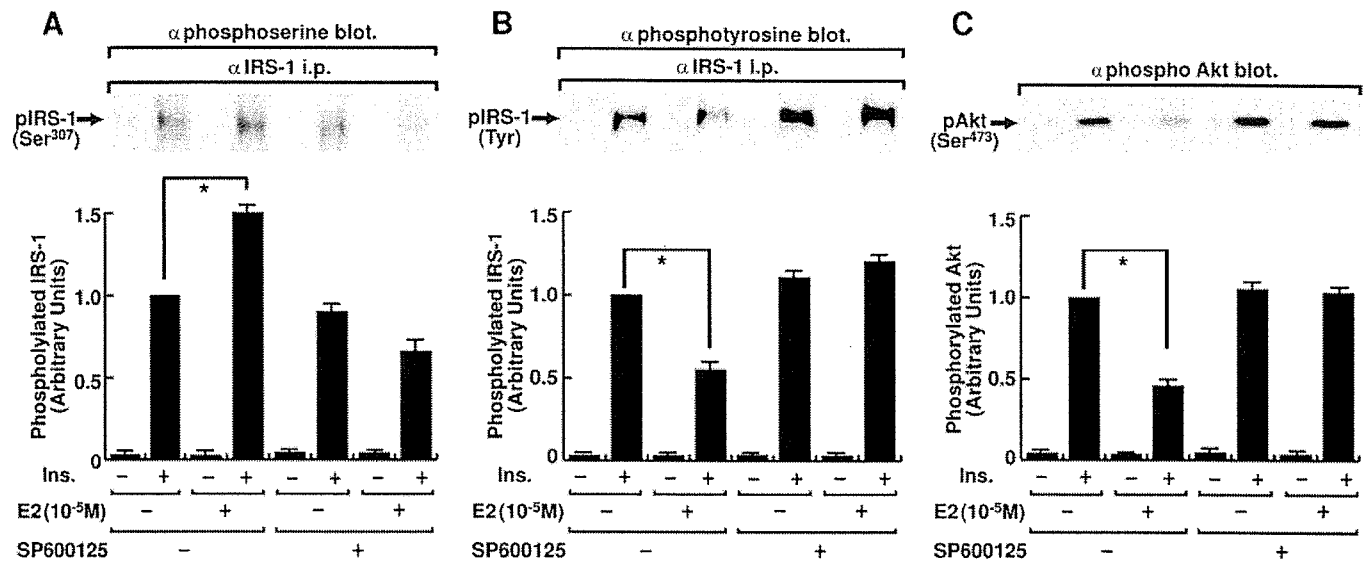 A
α phosphoserine blot.
α IRS-1 i.p.
pIRS-1
(Ser307)
*
Phospholylated IRS-1
(Arbitrary Units)
1.5
1.0
0.5
0
Ins. − + − + − + − +
E2(10-5M) − + − +
SP600125 − +
B
α phosphotyrosine blot.
α IRS-1 i.p.
pIRS-1
(Tyr)
*
Phospholylated IRS-1
(Arbitrary Units)
1.5
1.0
0.5
0
Ins. − + − + − + − +
E2(10-5M) − + − +
SP600125 − +
C
α phospho Akt blot.
pAkt
(Ser473)
*
Phosphorylated Akt
(Arbitrary Units)
1.5
1.0
0.5
0
Ins. − + − + − + − +
E2(10-5M) − + − +
SP600125 − +